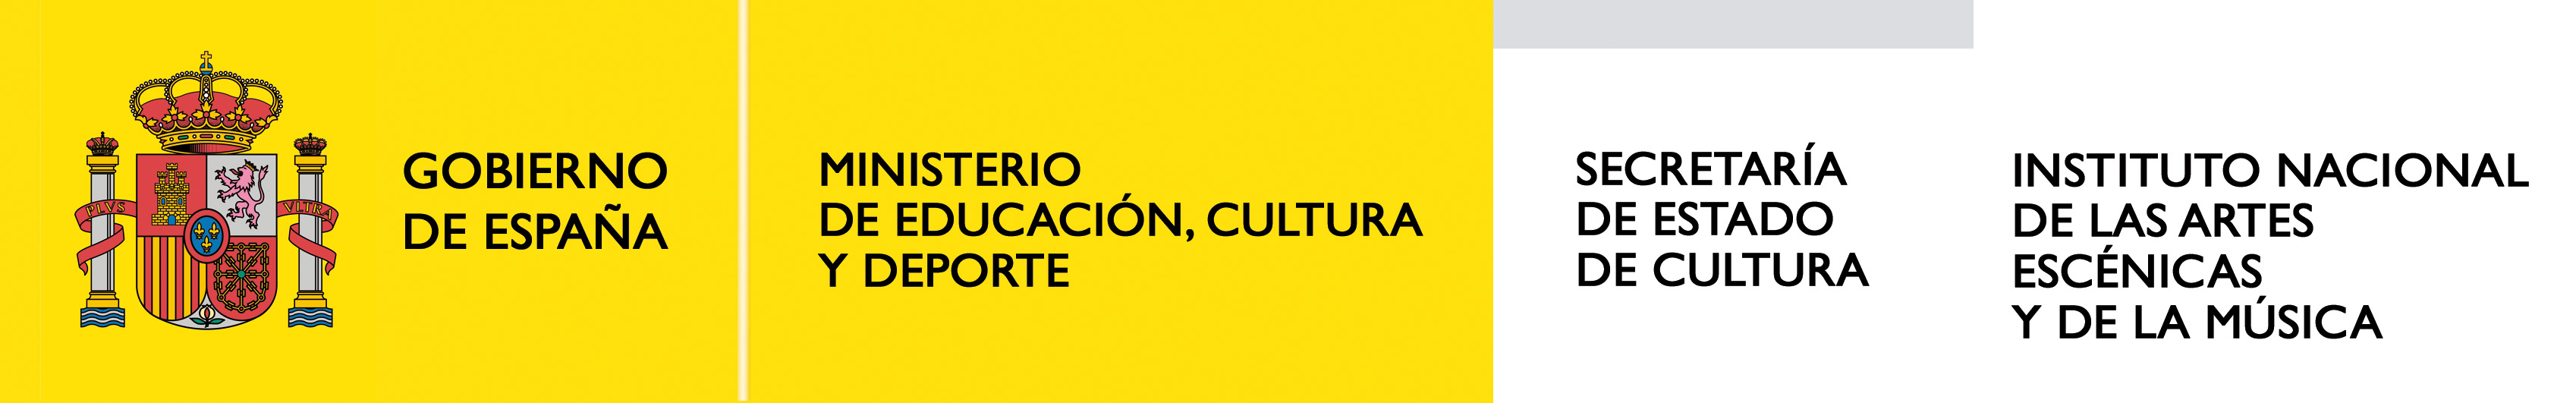 PLVS
VLTRA
GOBIERNO
DE ESPAÑA
MINISTERIO
DE EDUCACIÓN, CULTURA
Y DEPORTE
SECRETARÍA
DE ESTADO
DE CULTURA
INSTITUTO NACIONAL
DE LAS ARTES
ESCÉNICAS
Y DE LA MÚSICA